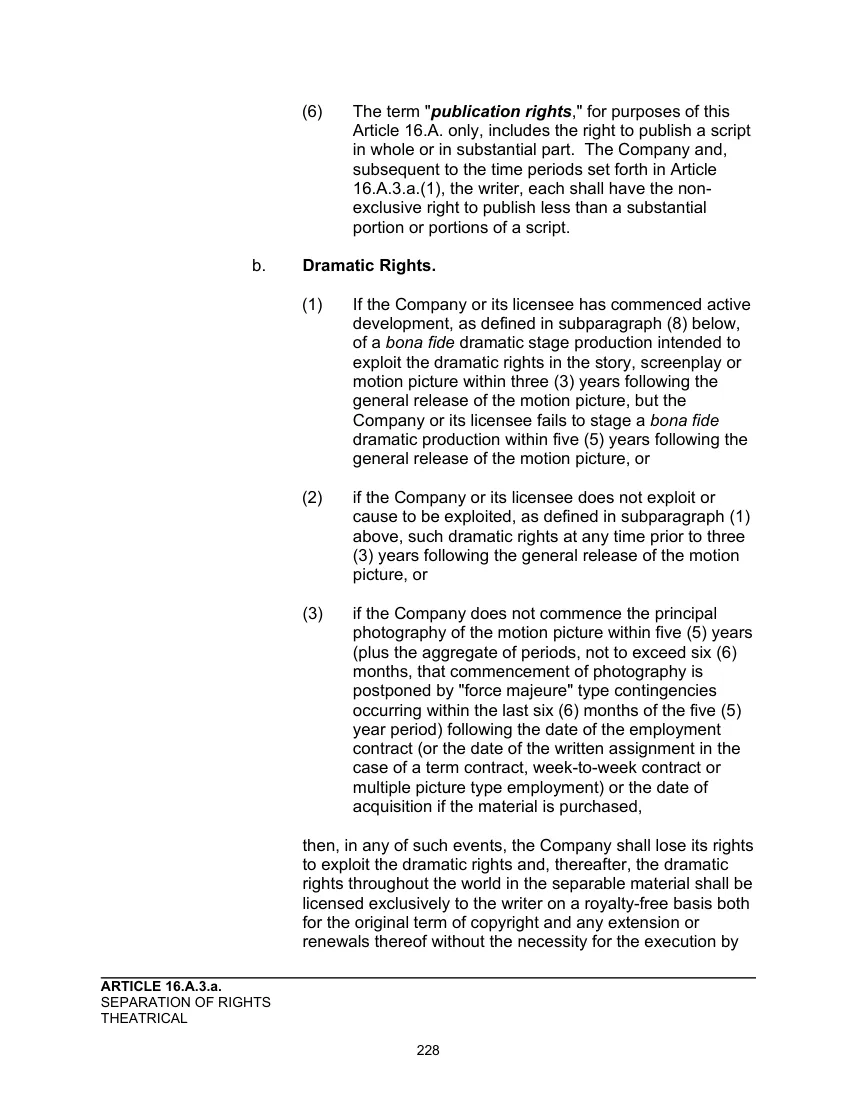 (6) The term "publication rights," for purposes of this
Article 16.A. only, includes the right to publish a script
in whole or in substantial part.  The Company and,
subsequent to the time periods set forth in Article
16.A.3.a.(1), the writer, each shall have the non-
exclusive right to publish less than a substantial
portion or portions of a script.
b. Dramatic Rights.
(1) If the Company or its licensee has commenced active
development, as defined in subparagraph (8) below,
of a bona fide dramatic stage production intended to
exploit the dramatic rights in the story, screenplay or
motion picture within three (3) years following the
general release of the motion picture, but the
Company or its licensee fails to stage a bona fide
dramatic production within five (5) years following the
general release of the motion picture, or
(2) if the Company or its licensee does not exploit or
cause to be exploited, as defined in subparagraph (1)
above, such dramatic rights at any time prior to three
(3) years following the general release of the motion
picture, or
(3) if the Company does not commence the principal
photography of the motion picture within five (5) years
(plus the aggregate of periods, not to exceed six (6)
months, that commencement of photography is
postponed by "force majeure" type contingencies
occurring within the last six (6) months of the five (5)
year period) following the date of the employment
contract (or the date of the written assignment in the
case of a term contract, week-to-week contract or
multiple picture type employment) or the date of
acquisition if the material is purchased,
then, in any of such events, the Company shall lose its rights
to exploit the dramatic rights and, thereafter, the dramatic
rights throughout the world in the separable material shall be
licensed exclusively to the writer on a royalty-free basis both
for the original term of copyright and any extension or
renewals thereof without the necessity for the execution by
ARTICLE 16.A.3.a.
SEPARATION OF RIGHTS
THEATRICAL
228